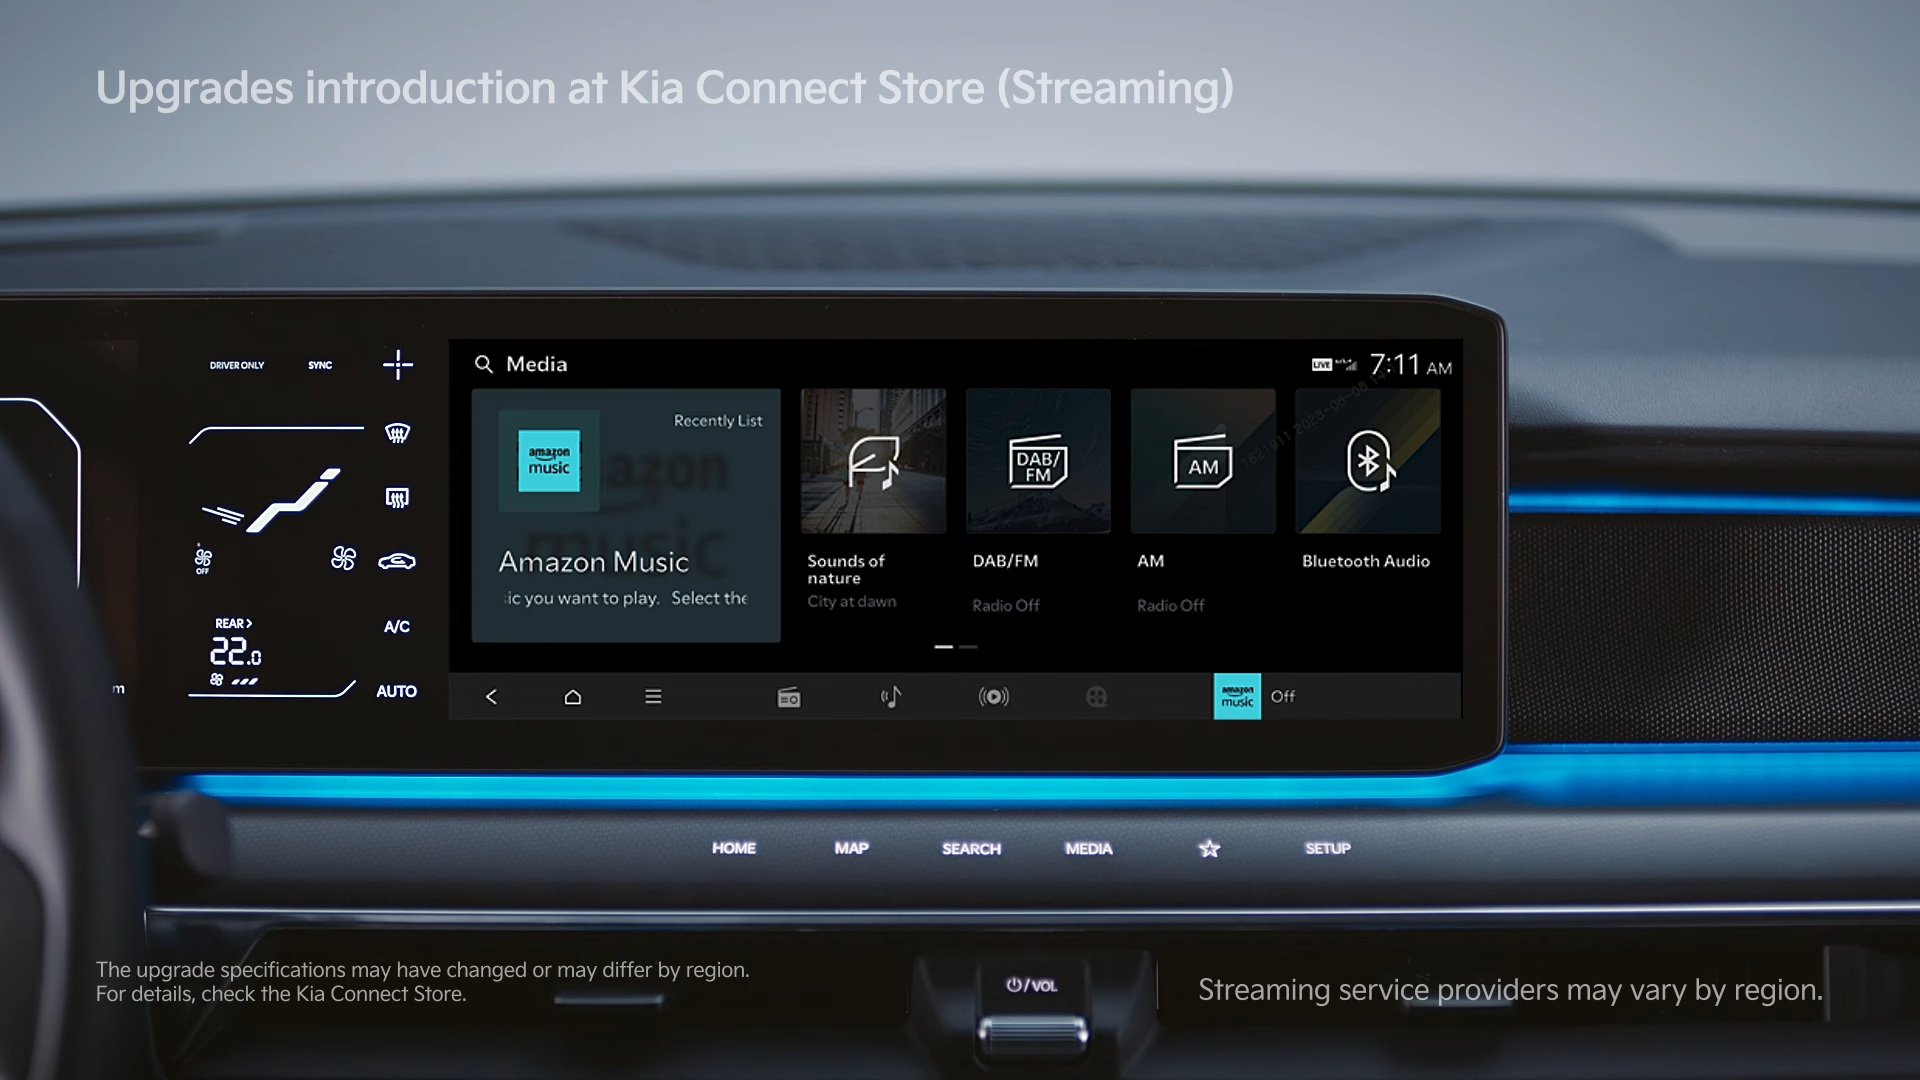 Upgrades introduction at Kia Connect Store (Streaming)
DRIVER ONLY
SYNC
Media
LIVE
7:11 AM
Recently List
amazon
music
azon
music
Amazon Music
ic you want to play. Select the
Sounds of
nature
City at dawn
DAB/
FM
DAB/FM
Radio Off
AM
AM
Radio Off
Bluetooth Audio
OFF
REAR
22.0
A/C
AUTO
m
amazon
music
Off
HOME
MAP
SEARCH
MEDIA
SETUP
/VOL
The upgrade specifications may have changed or may differ by region.
For details, check the Kia Connect Store.
Streaming service providers may vary by region.